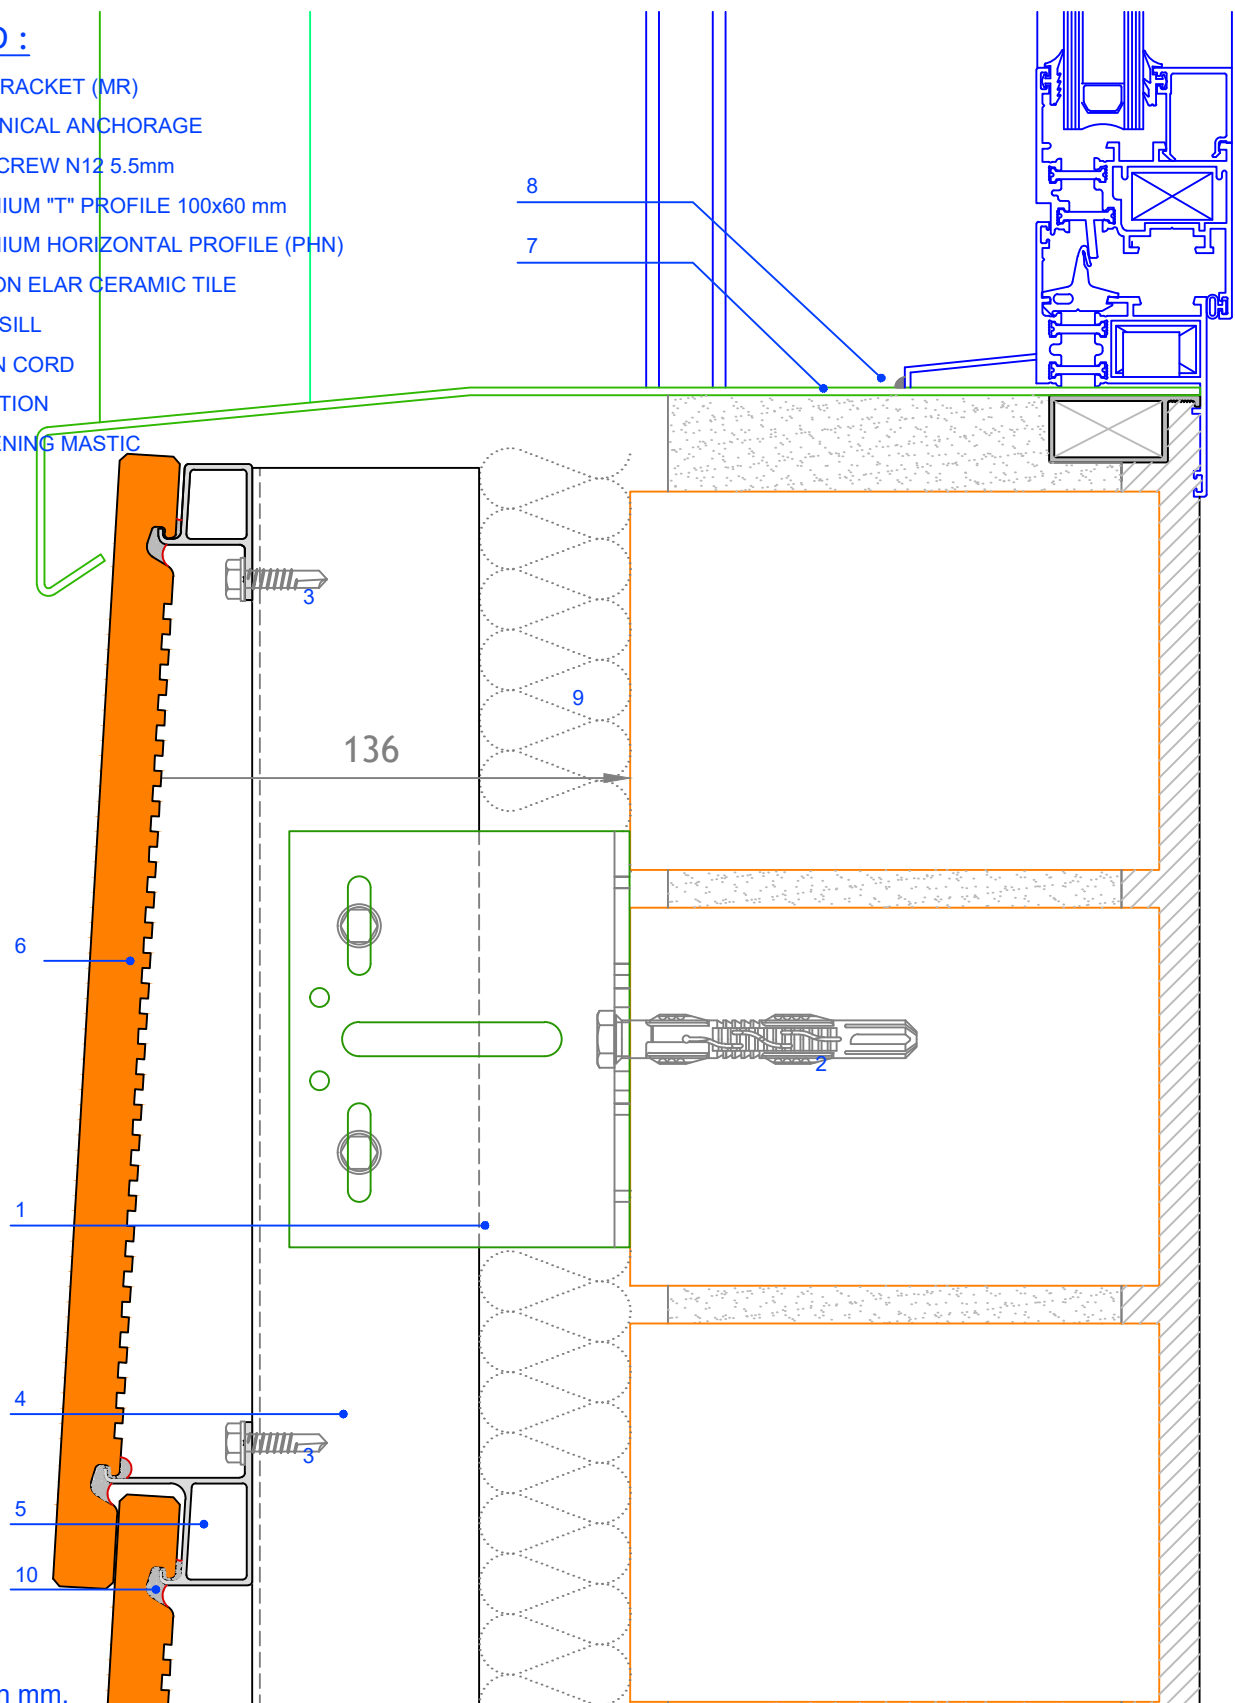 :
RACKET (MR)
NICAL ANCHORAGE
CREW N12 5.5mm
IUM "T" PROFILE 100x60 mm
IUM HORIZONTAL PROFILE (PHN)
ON ELAR CERAMIC TILE
SILL
N CORD
TION
ENING MASTIC
8
7
3
9
136
6
2
1
4
3
5
10
n mm.